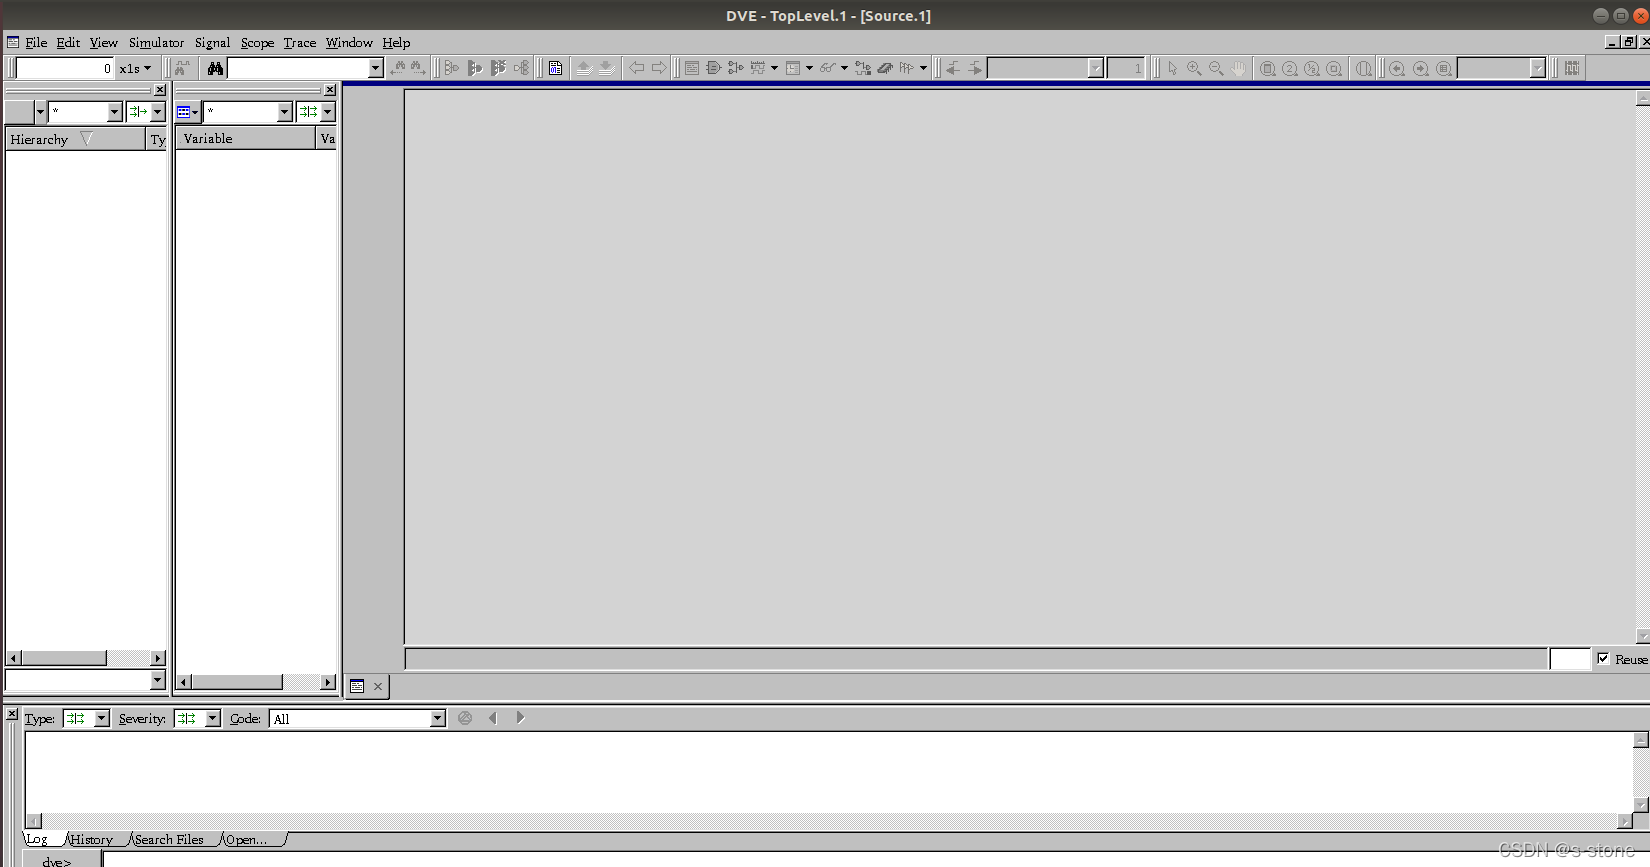 DVE - TopLevel.1 - [Source.1]
File Edit View Simulator Signal Scope Trace Window Help
0 x1s
1
* *
Hierarchy Ty Variable Va
Reuse
Type: Severity: Code: All
Log History Search Files Open...
dve>
CSDN @s-stone